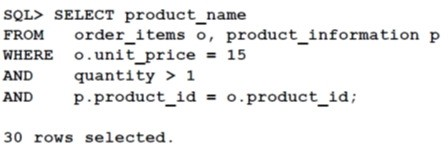 SQL> SELECT product_name
FROM order_items o, product_information p
WHERE o.unit_price = 15
AND quantity > 1
AND p.product_id = o.product_id;
30 rows selected.